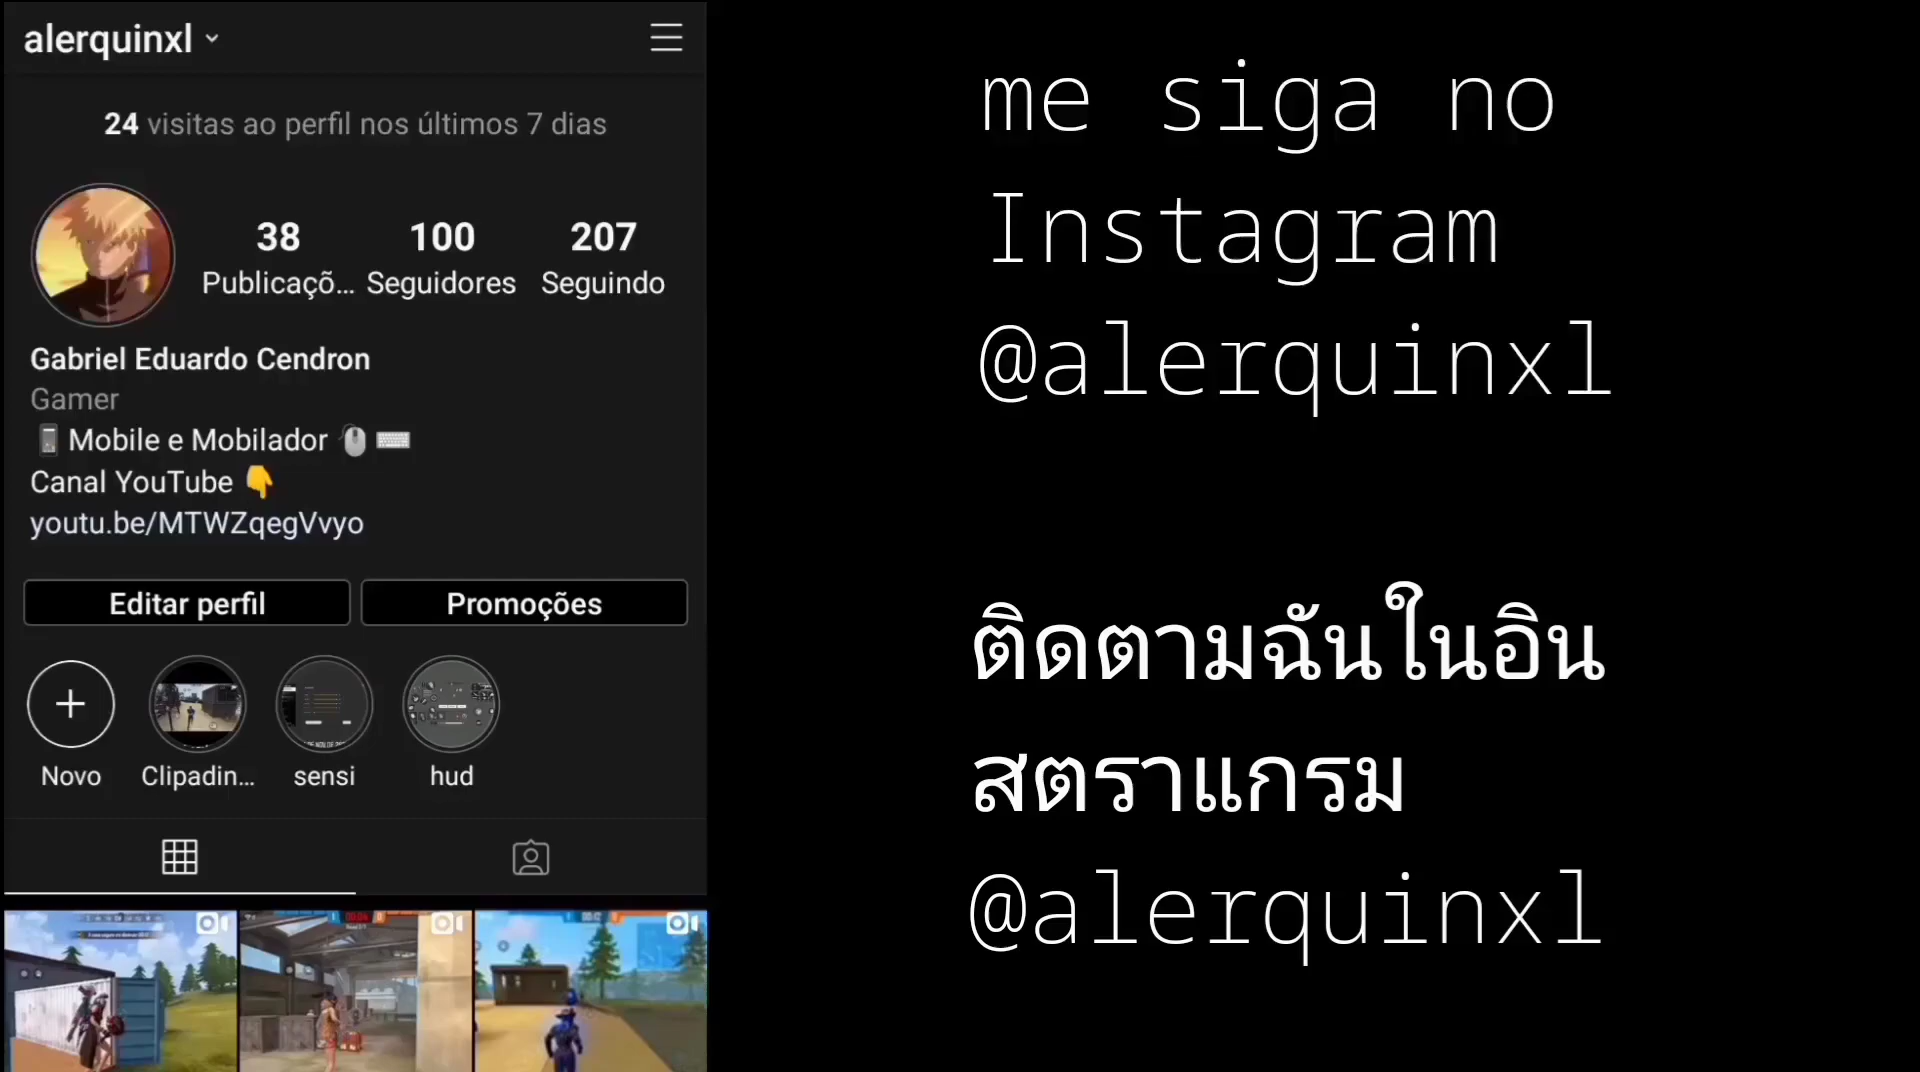 alerquinxl
24 visitas ao perfil nos últimos 7 dias
38 100 207
Publicaçõ... Seguidores Seguindo
Gabriel Eduardo Cendron
Gamer
📱 Mobile e Mobilador 🖱️ ⌨️
Canal YouTube 👇
youtu.be/MTWZqegVvyo
Editar perfil Promoções
Novo Clipadin... sensi hud
me siga no
Instagram
@alerquinxl
ติดตามฉันในอิน
สตราแกรม
@alerquinxl